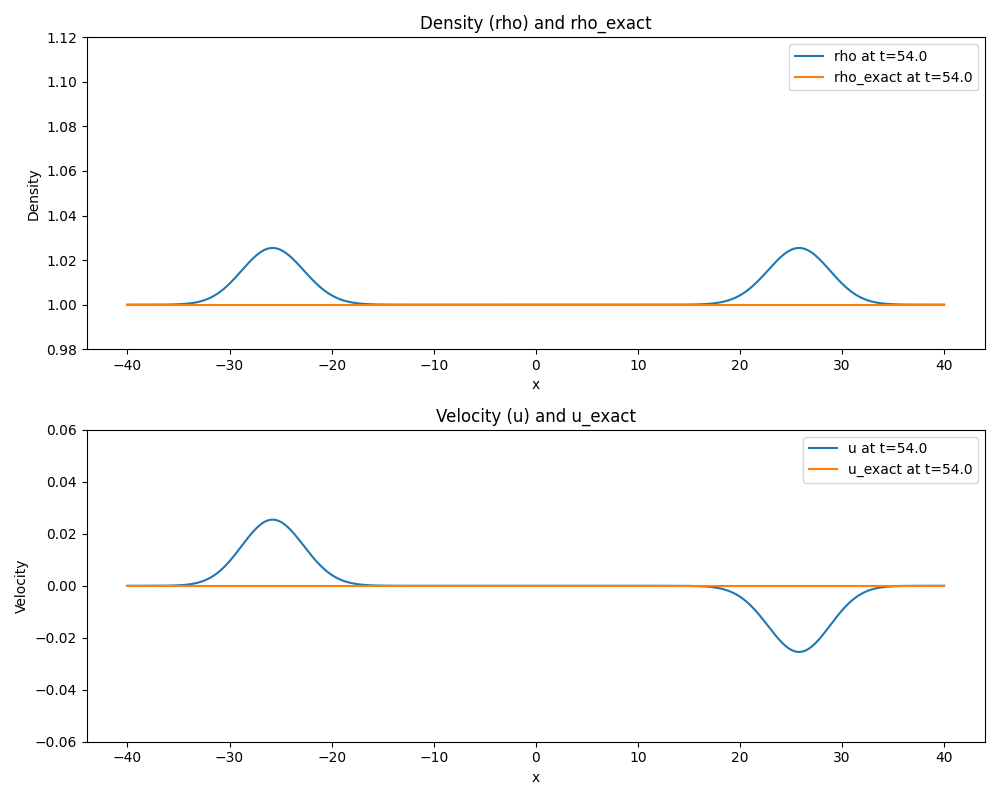 Density (rho) and rho_exact
1.12
1.10
1.08
1.06
1.04
1.02
1.00
0.98
Density
rho at t=54.0
rho_exact at t=54.0
−40 −30 −20 −10 0 10 20 30 40
x
Velocity (u) and u_exact
0.06
0.04
0.02
0.00
−0.02
−0.04
−0.06
Velocity
u at t=54.0
u_exact at t=54.0
−40 −30 −20 −10 0 10 20 30 40
x